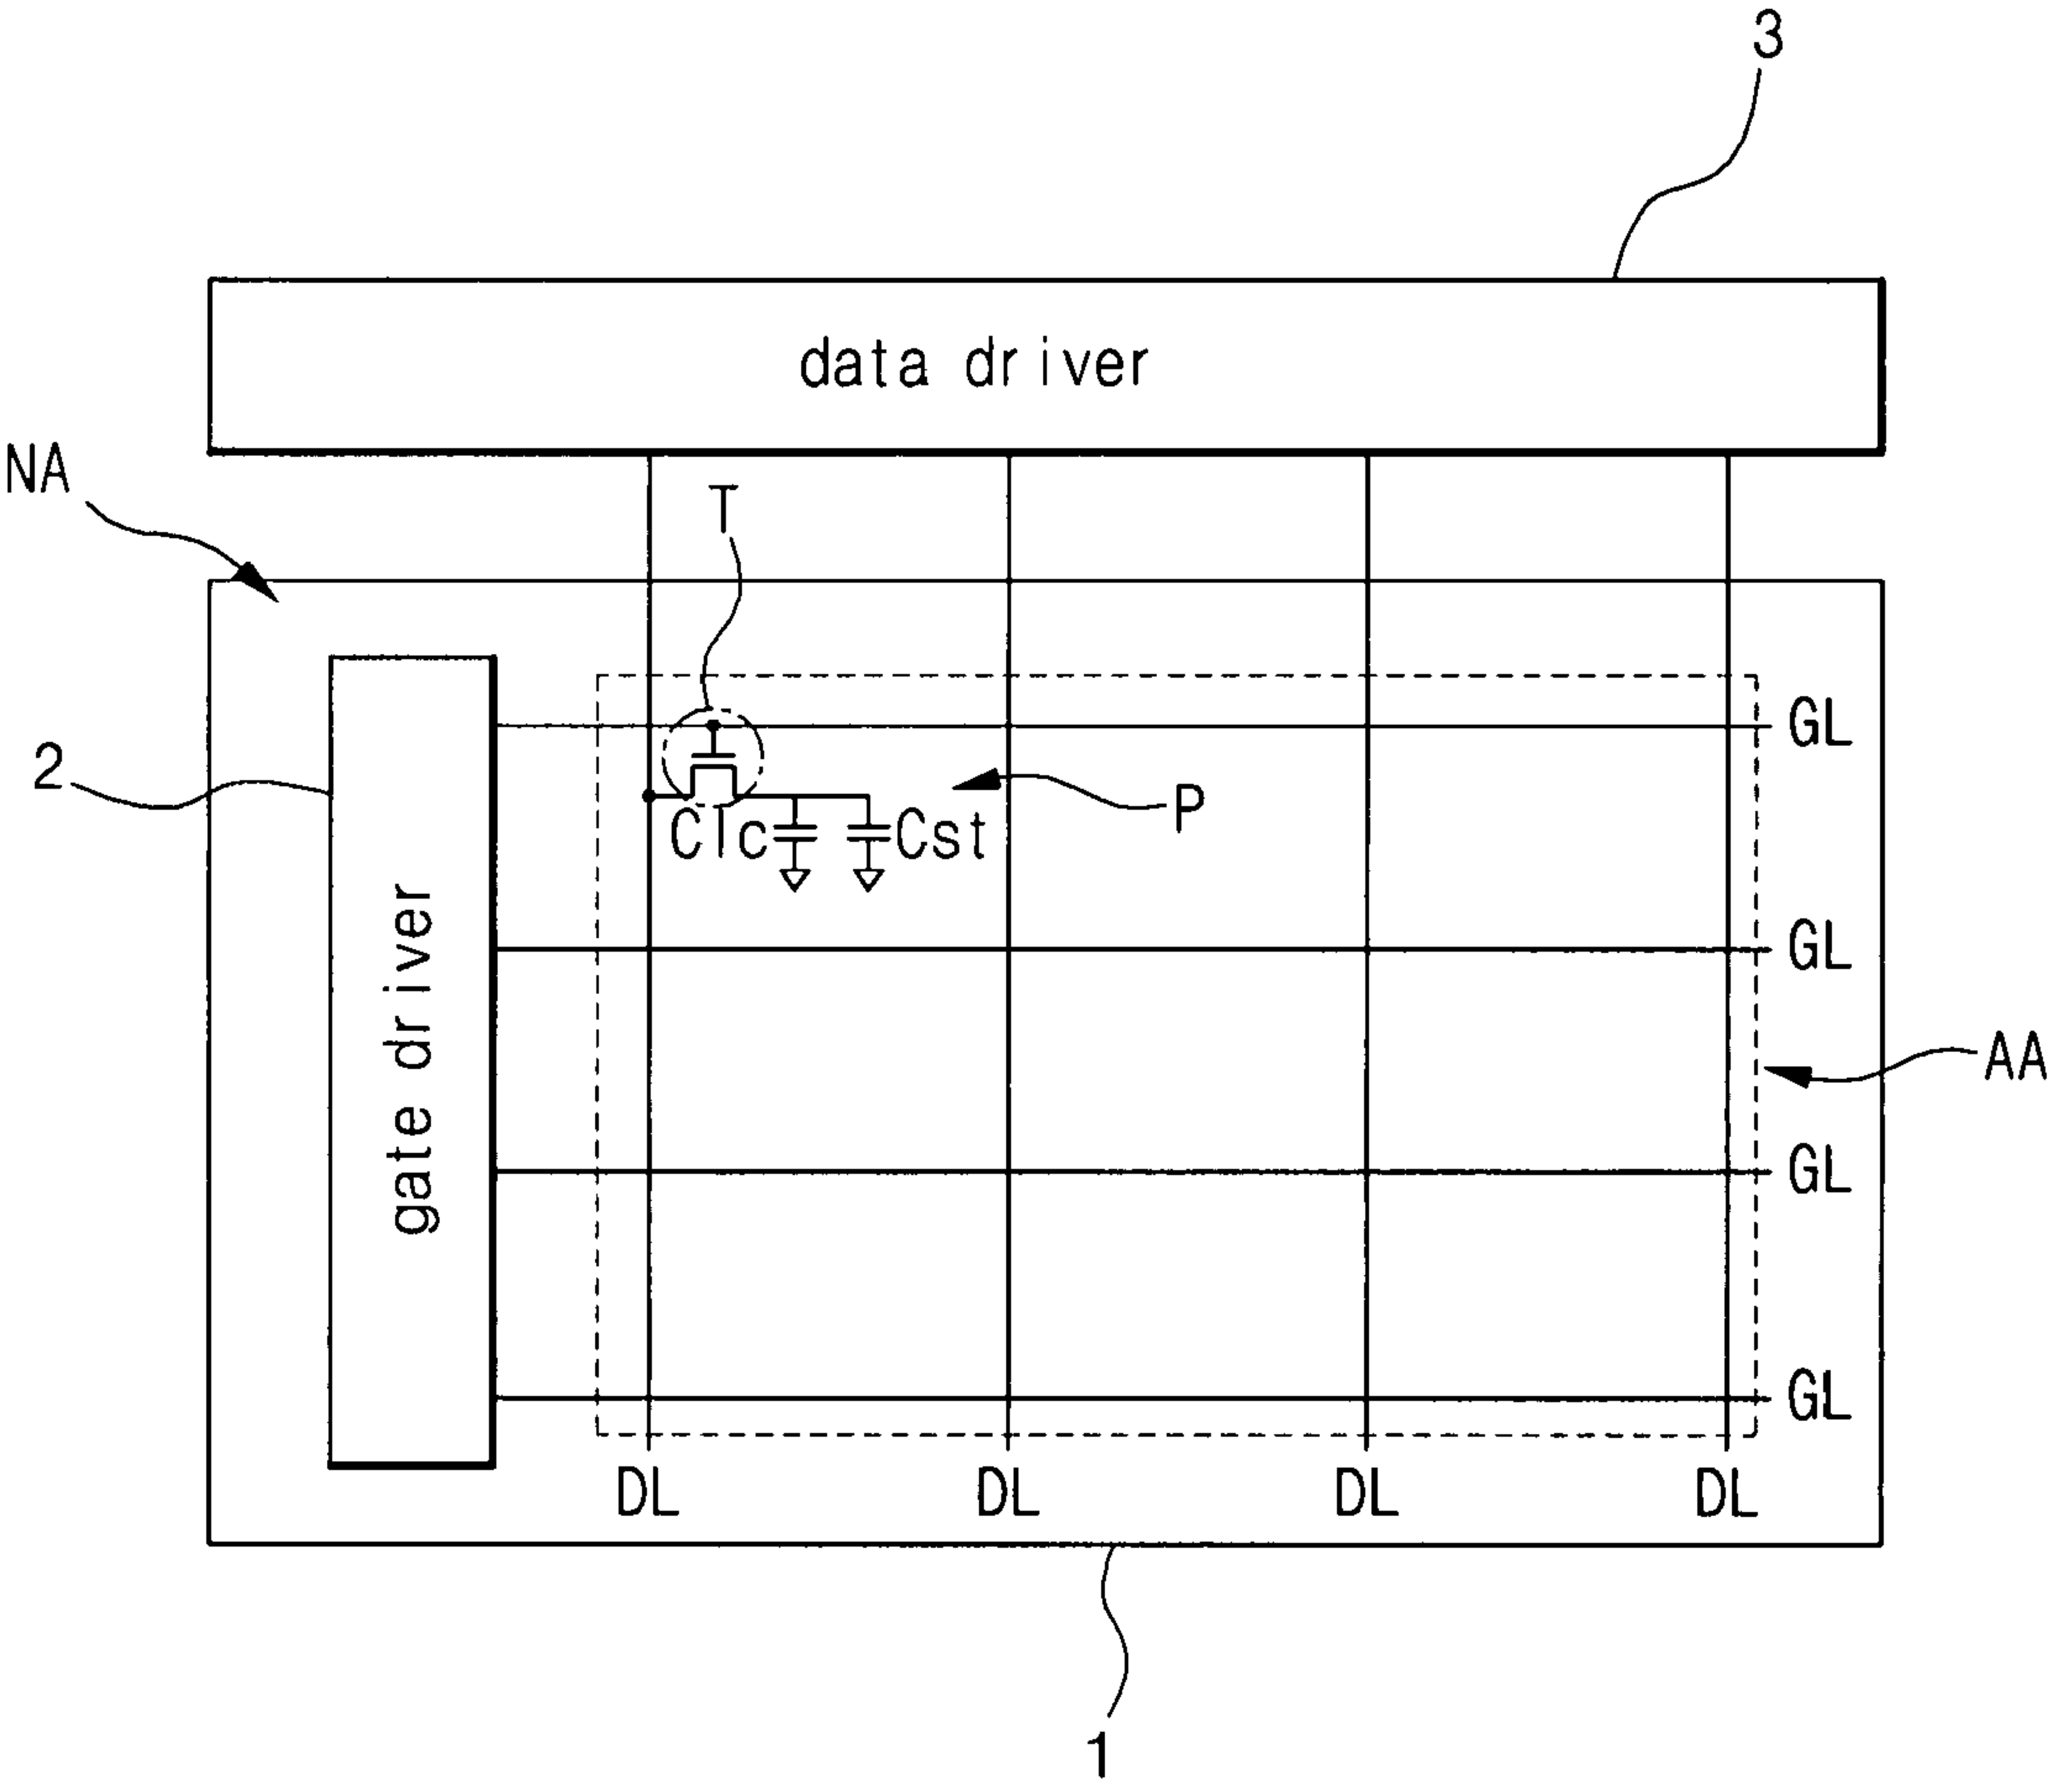 3
data driver
NA
T
GL
2
P
Clc
Cst
gate driver
GL
AA
GL
GL
DL DL DL DL
1